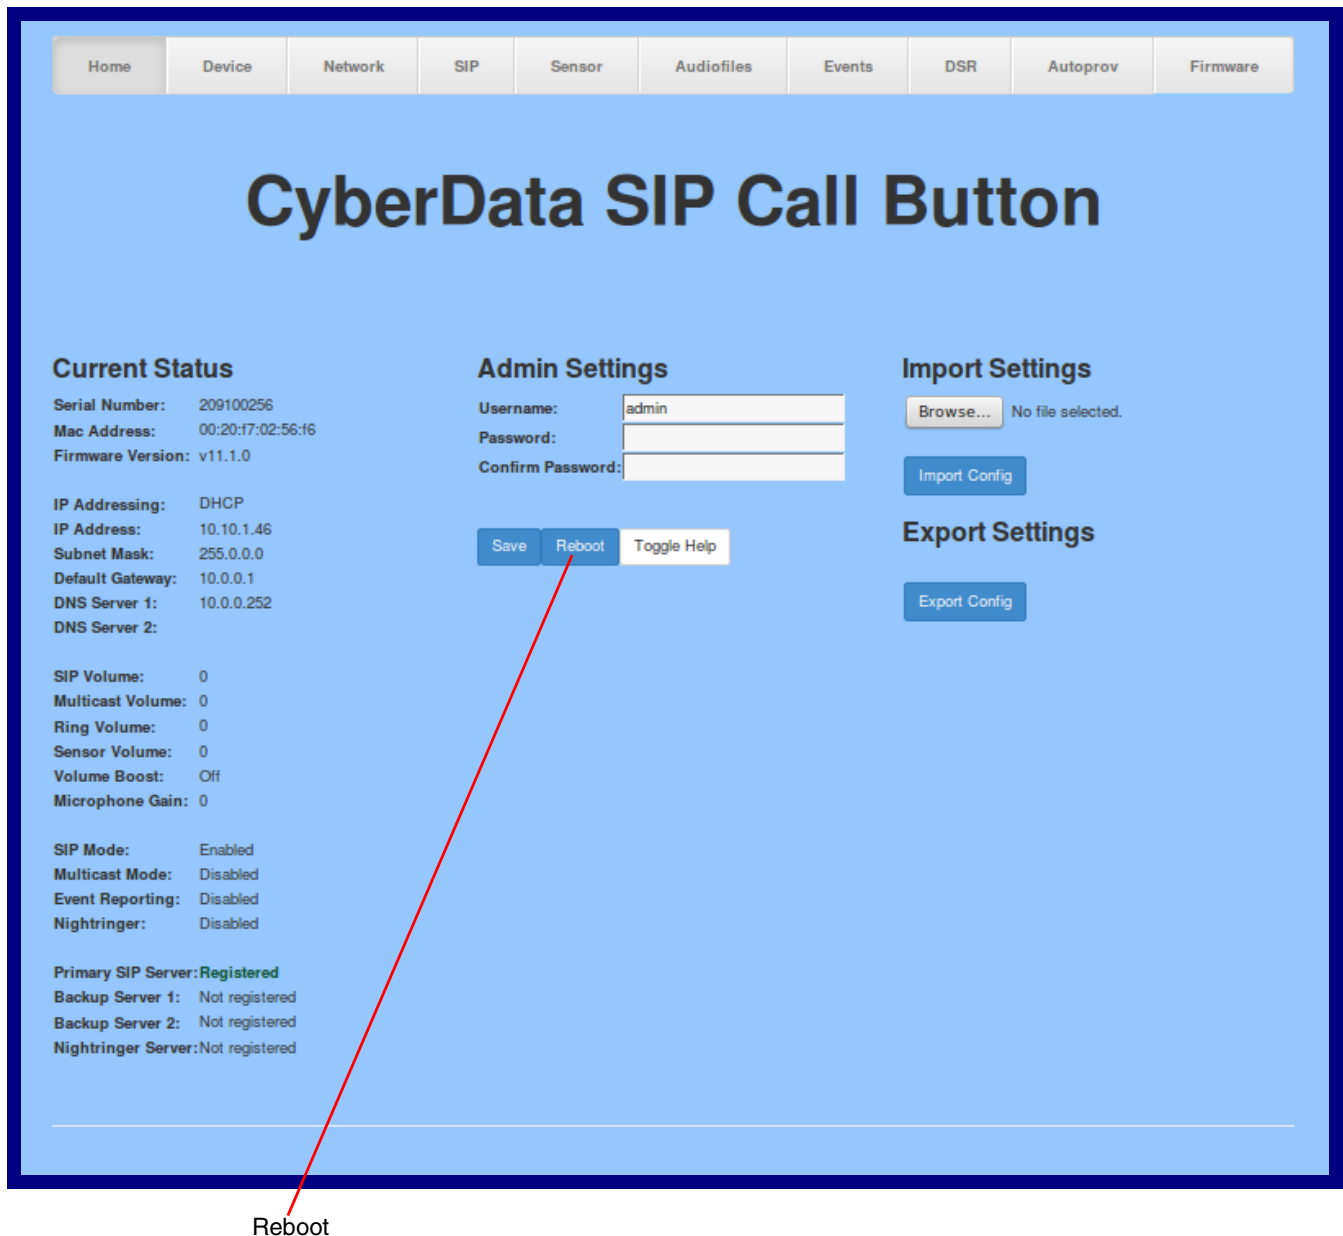 Home Device Network SIP Sensor Audiofiles Events DSR Autoprov Firmware
CyberData SIP Call Button
Current Status
Serial Number: 209100256
Mac Address: 00:20:f7:02:56:f6
Firmware Version: v11.1.0
IP Addressing: DHCP
IP Address: 10.10.1.46
Subnet Mask: 255.0.0.0
Default Gateway: 10.0.0.1
DNS Server 1: 10.0.0.252
DNS Server 2:
SIP Volume: 0
Multicast Volume: 0
Ring Volume: 0
Sensor Volume: 0
Volume Boost: Off
Microphone Gain: 0
SIP Mode: Enabled
Multicast Mode: Disabled
Event Reporting: Disabled
Nightringer: Disabled
Primary SIP Server: Registered
Backup Server 1: Not registered
Backup Server 2: Not registered
Nightringer Server: Not registered
Admin Settings
Username: admin
Password:
Confirm Password:
Save Reboot Toggle Help
Import Settings
Browse... No file selected.
Import Config
Export Settings
Export Config
Reboot